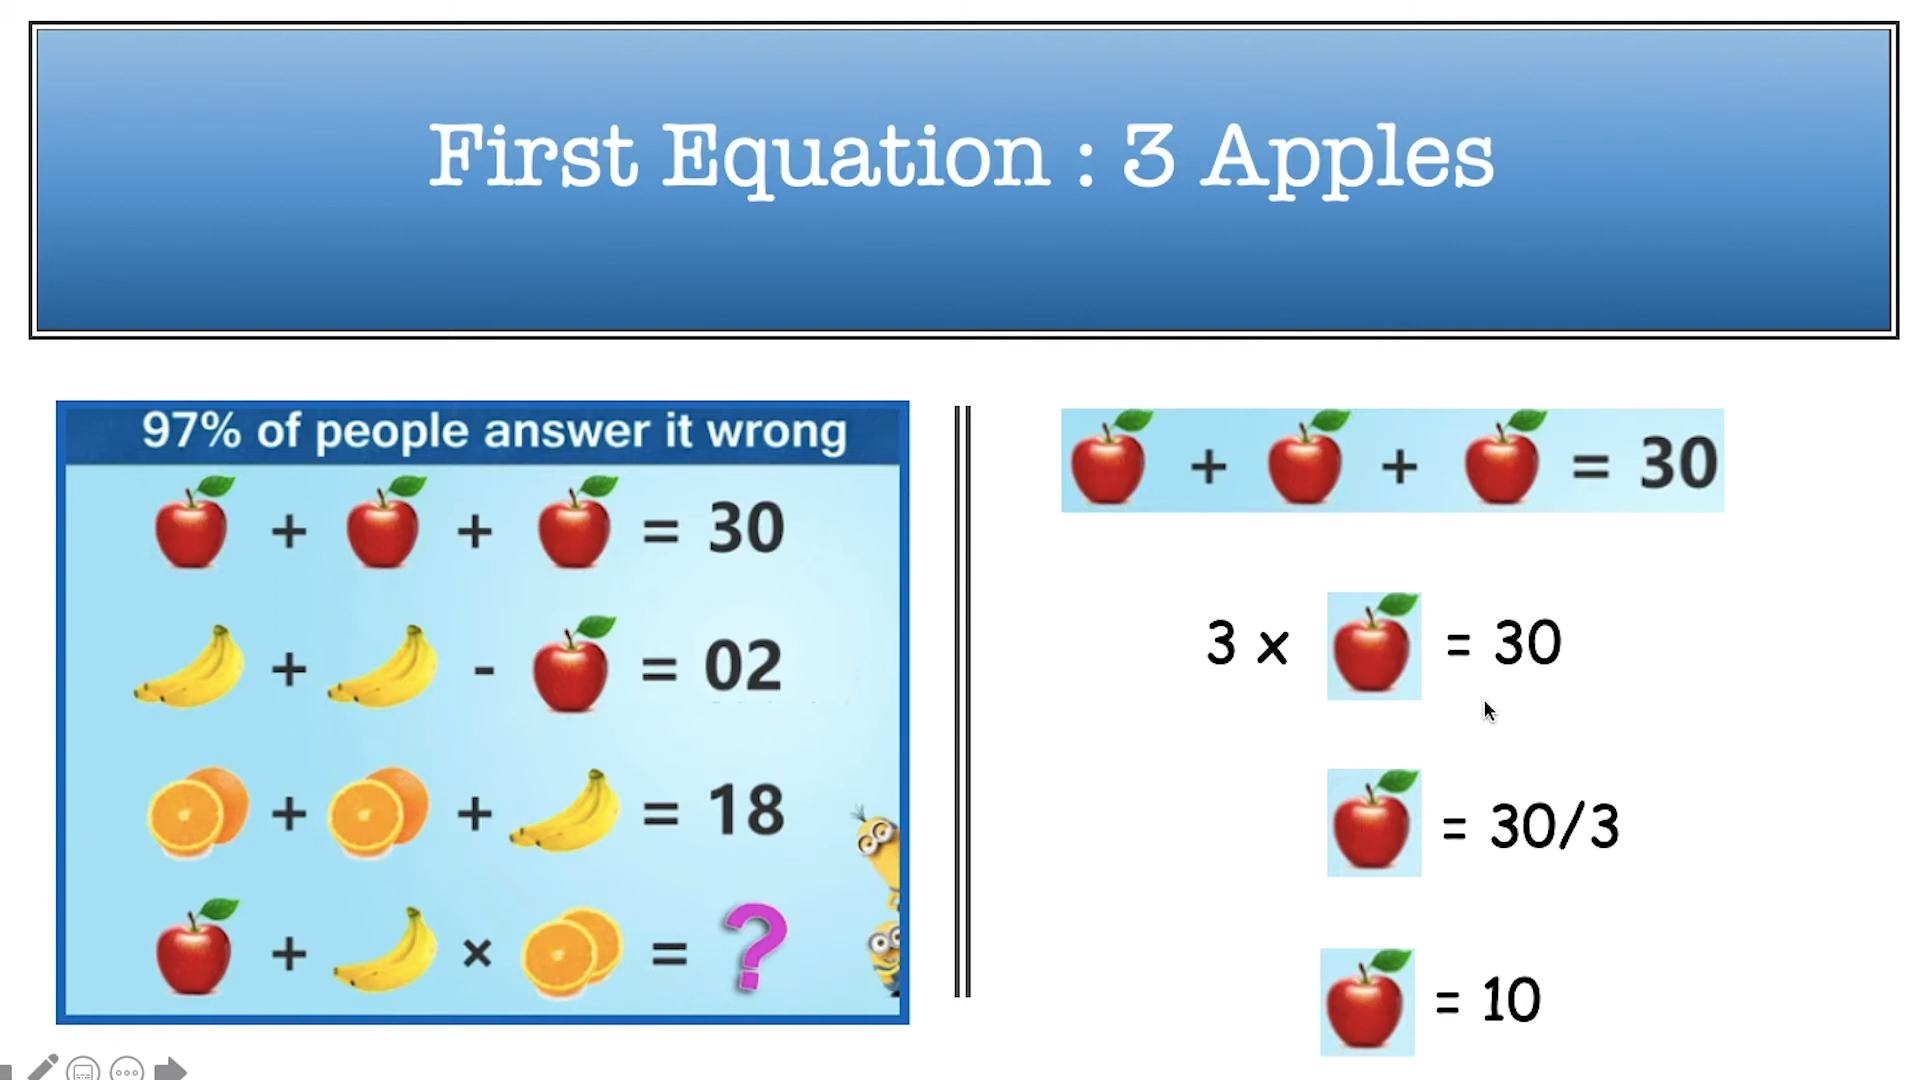 First Equation : 3 Apples
97% of people answer it wrong
+ + = 30
+ - = 02
+ + = 18
+ × = ?
+ + = 30
3 x = 30
= 30/3
= 10